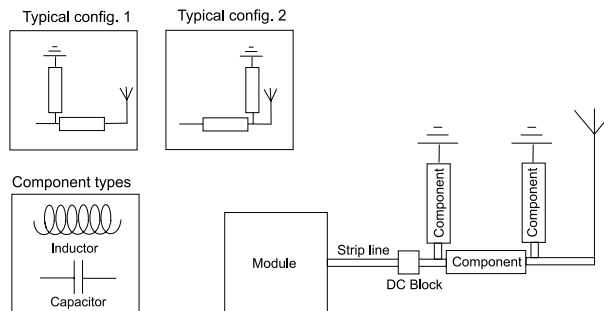 Typical config. 1
Typical config. 2
Component types
Inductor
Capacitor
Module
Strip line
DC Block
Component
Component
Component